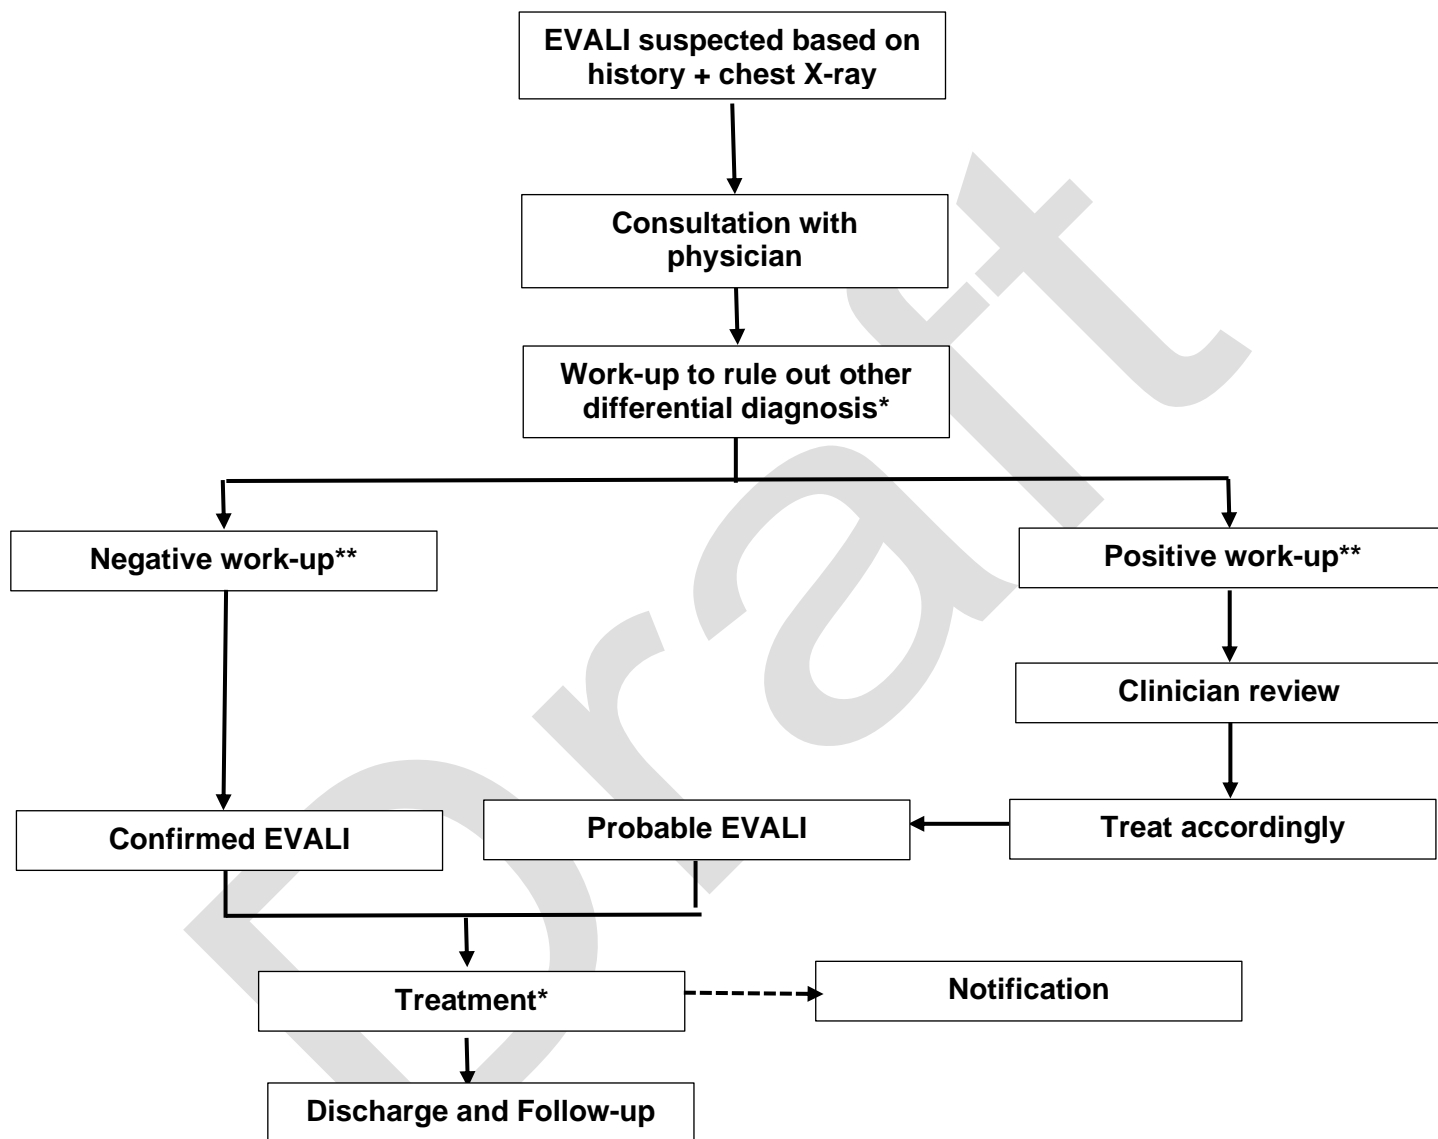 EVALI suspected based on
history + chest X-ray
Consultation with
physician
Work-up to rule out other
differential diagnosis*
Negative work-up**
Positive work-up**
Clinician review
Confirmed EVALI
Probable EVALI
Treat accordingly
Treatment*
Notification
Discharge and Follow-up
Draft